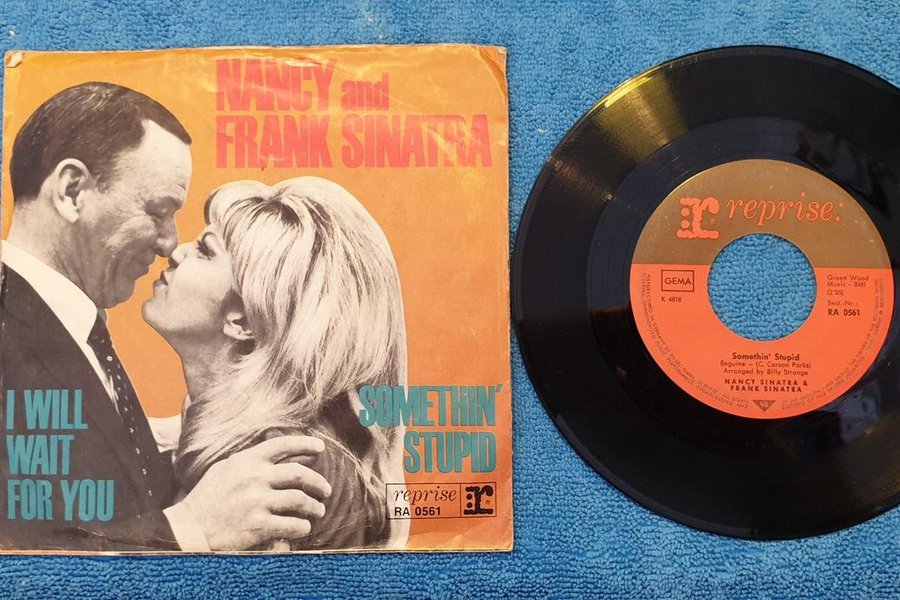 NANCY and
FRANK SINATRA
I WILL
WAIT
FOR YOU
SOMETHIN'
STUPID
reprise r
RA 0561
r reprise:
GEMA
K 4818
Green Wood
Music - BMI
(2'35)
Best.-Nr.:
RA 0561
Somethin' Stupid
Beguine - (C. Carson Parks)
Arranged by Billy Strange
NANCY SINATRA &
FRANK SINATRA